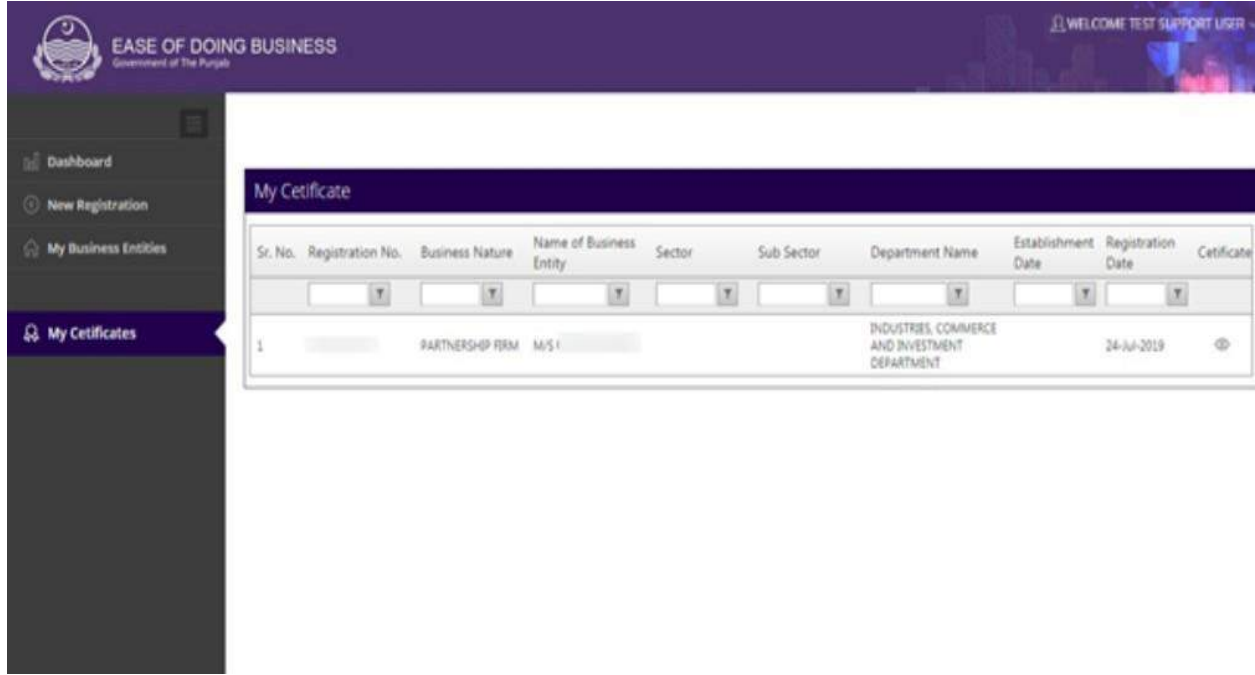 EASE OF DOING BUSINESS
Government of The Punjab
WELCOME TEST SUPPORT USER
Dashboard
New Registration
My Business Entities
My Cetificates
My Cetificate
Sr. No. Registration No. Business Nature Name of Business Entity Sector Sub Sector Department Name Establishment Date Registration Date Cetificate
1 PARTNERSHIP FIRM M/S INDUSTRIES, COMMERCE
AND INVESTMENT
DEPARTMENT 24-Jul-2019